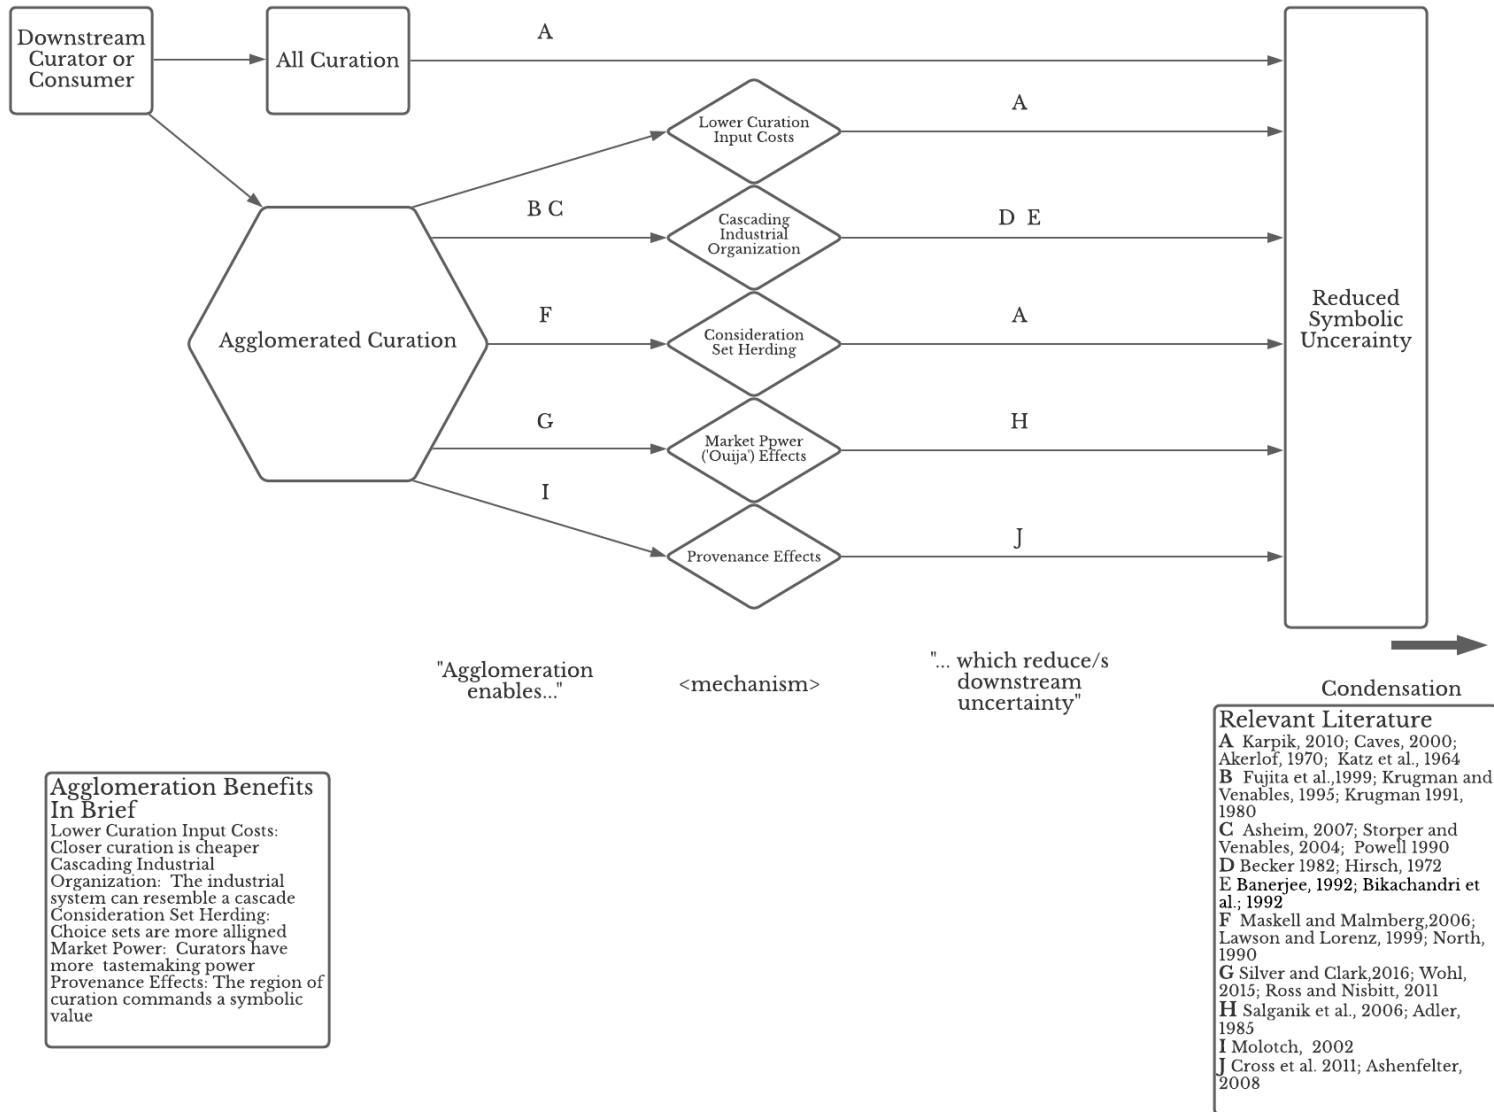 Downstream
Curator or
Consumer
All Curation
A
Lower Curation
Input Costs
A
B C
Cascading
Industrial
Organization
D  E
Agglomerated Curation
F
Consideration
Set Herding
A
Reduced
Symbolic
Uncerainty
G
Market Ppwer
('Ouija') Effects
H
I
Provenance Effects
J
"Agglomeration
enables..."
<mechanism>
"... which reduce/s
downstream
uncertainty"
Condensation
Agglomeration Benefits
In Brief
Lower Curation Input Costs:
Closer curation is cheaper
Cascading Industrial
Organization:  The industrial
system can resemble a cascade
Consideration Set Herding:
Choice sets are more alligned
Market Power:  Curators have
more  tastemaking power
Provenance Effects: The region of
curation commands a symbolic
value
Relevant Literature
A  Karpik, 2010; Caves, 2000;
Akerlof, 1970;  Katz et al., 1964
B  Fujita et al.,1999; Krugman and
Venables, 1995; Krugman 1991,
1980
C  Asheim, 2007; Storper and
Venables, 2004;  Powell 1990
D Becker 1982; Hirsch, 1972
E Banerjee, 1992; Bikachandri et
al.; 1992
F  Maskell and Malmberg,2006;
Lawson and Lorenz, 1999; North,
1990
G Silver and Clark,2016; Wohl,
2015; Ross and Nisbitt, 2011
H Salganik et al., 2006; Adler,
1985
I Molotch,  2002
J Cross et al. 2011; Ashenfelter,
2008